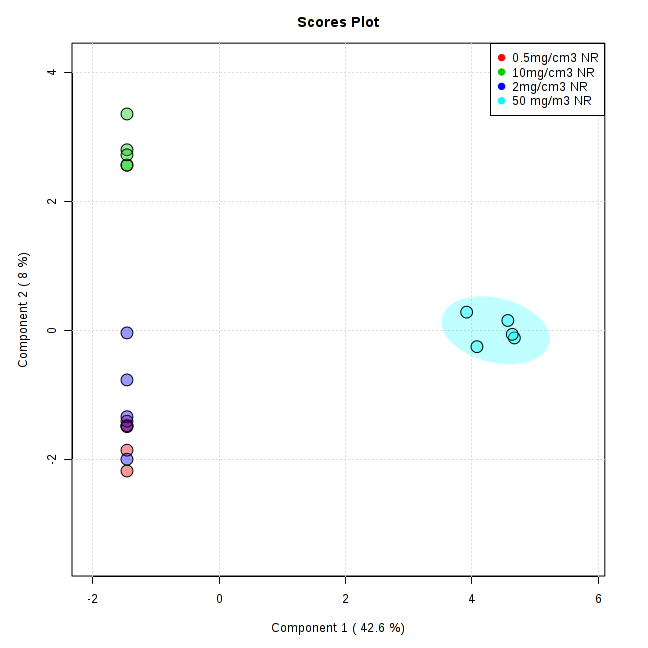 Scores Plot
0.5mg/cm3 NR
10mg/cm3 NR
2mg/cm3 NR
50 mg/m3 NR
4
2
0
-2
Component 2 ( 8 %)
-2
0
2
4
6
Component 1 ( 42.6 %)